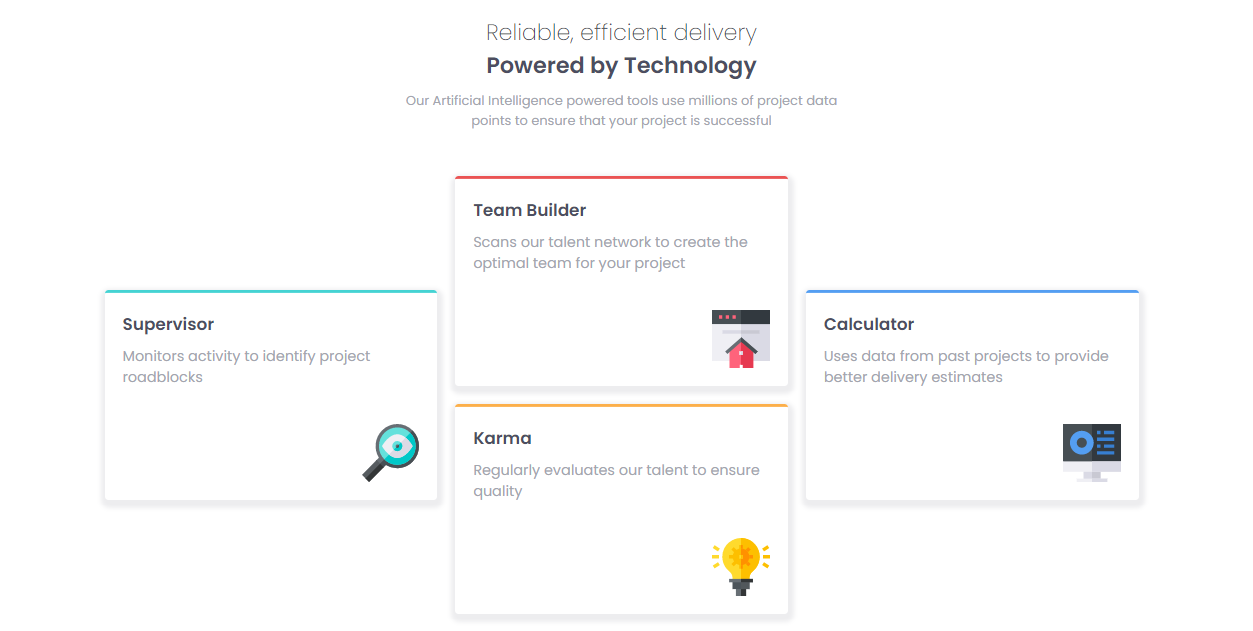 Reliable, efficient delivery
Powered by Technology
Our Artificial Intelligence powered tools use millions of project data
points to ensure that your project is successful
Supervisor
Monitors activity to identify project
roadblocks
Team Builder
Scans our talent network to create the
optimal team for your project
Karma
Regularly evaluates our talent to ensure
quality
Calculator
Uses data from past projects to provide
better delivery estimates